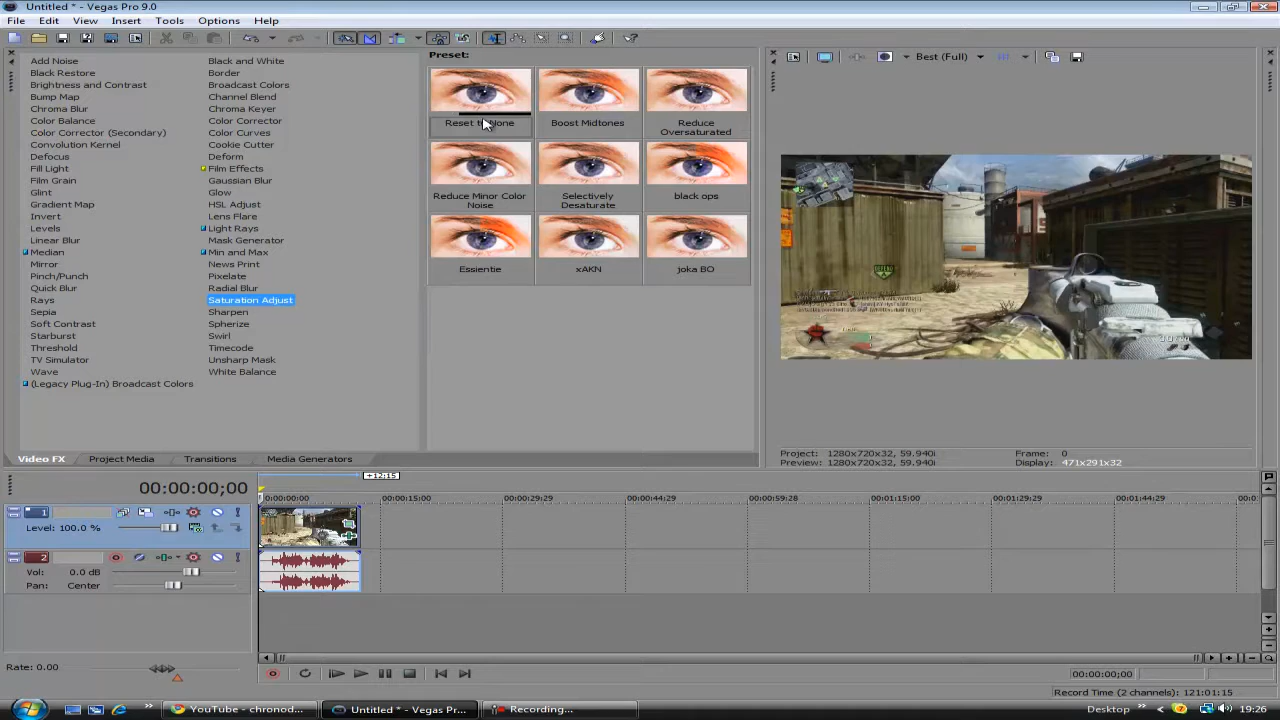 Untitled * - Vegas Pro 9.0
File Edit View Insert Tools Options Help
Add Noise
Black Restore
Brightness and Contrast
Bump Map
Chroma Blur
Color Balance
Color Corrector (Secondary)
Convolution Kernel
Defocus
Fill Light
Film Grain
Glint
Gradient Map
Invert
Levels
Linear Blur
Median
Mirror
Pinch/Punch
Quick Blur
Rays
Sepia
Soft Contrast
Starburst
Threshold
TV Simulator
Wave
(Legacy Plug-In) Broadcast Colors
Black and White
Border
Broadcast Colors
Channel Blend
Chroma Keyer
Color Corrector
Color Curves
Cookie Cutter
Deform
Film Effects
Gaussian Blur
Glow
HSL Adjust
Lens Flare
Light Rays
Mask Generator
Min and Max
News Print
Pixelate
Radial Blur
Saturation Adjust
Sharpen
Spherize
Swirl
Timecode
Unsharp Mask
White Balance
Preset:
Reset to None
Boost Midtones
Reduce
Oversaturated
Reduce Minor Color
Noise
Selectively
Desaturate
black ops
Essientie
xAKN
joka BO
Best (Full)
Project: 1280x720x32, 59.940i
Preview: 1280x720x32, 59.940i
Frame: 0
Display: 471x291x32
Video FX Project Media Transitions Media Generators
+12:15
00:00:00;00
0:00:00:00 00:00:15:00 00:00:29:29 00:00:44:29 00:00:59:28 00:01:15:00 00:01:29:29 00:01:44:29 00:0
1
Level: 100.0 %
2
Vol: 0.0 dB
Pan: Center
Rate: 0.00
00:00:00;00
Record Time (2 channels): 121:01:15
YouTube - chronod...
Untitled * - Vegas Pr...
Recording...
Desktop
19:26